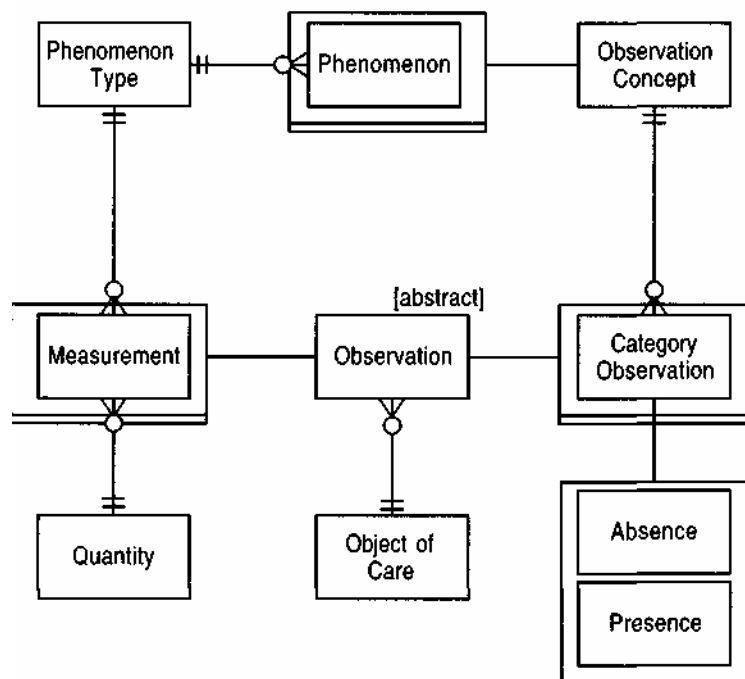 Phenomenon
Type
Phenomenon
Observation
Concept
[abstract]
Measurement
Observation
Category
Observation
Quantity
Object of
Care
Absence
Presence